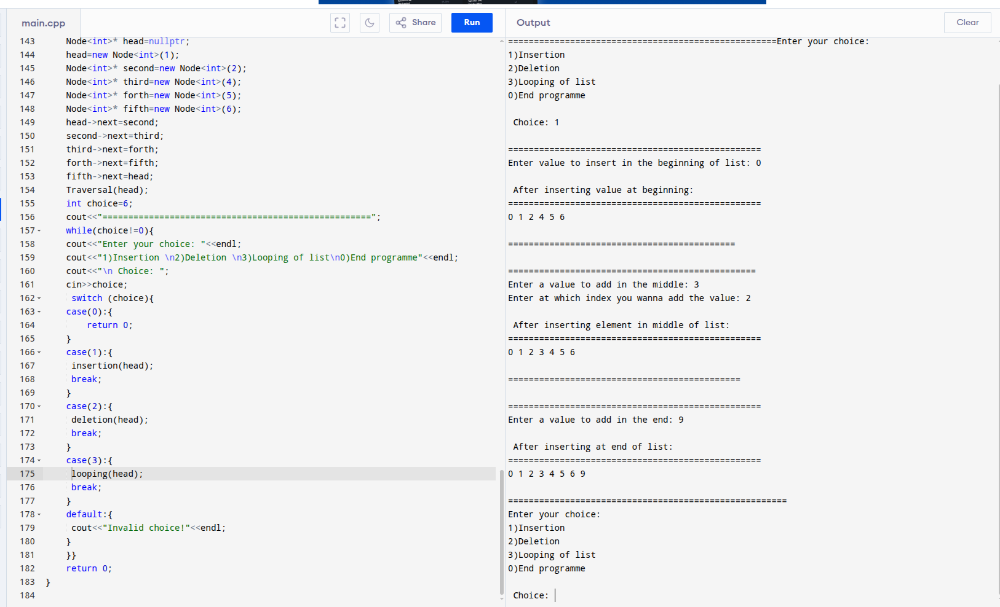 main.cpp
Share
Run
143 Node<int>* head=nullptr;
144 head=new Node<int>(1);
145 Node<int>* second=new Node<int>(2);
146 Node<int>* third=new Node<int>(4);
147 Node<int>* forth=new Node<int>(5);
148 Node<int>* fifth=new Node<int>(6);
149 head->next=second;
150 second->next=third;
151 third->next=forth;
152 forth->next=fifth;
153 fifth->next=head;
154 Traversal(head);
155 int choice=6;
156 cout<<"====================================================";
157 while(choice!=0){
158 cout<<"Enter your choice: "<<endl;
159 cout<<"1)Insertion \n2)Deletion \n3)Looping of list\n0)End programme"<<endl;
160 cout<<"\n Choice: ";
161 cin>>choice;
162 switch (choice){
163 case(0):{
164 return 0;
165 }
166 case(1):{
167 insertion(head);
168 break;
169 }
170 case(2):{
171 deletion(head);
172 break;
173 }
174 case(3):{
175 looping(head);
176 break;
177 }
178 default:{
179 cout<<"Invalid choice!"<<endl;
180 }
181 }}
182 return 0;
183 }
184
Output
Clear
====================================================Enter your choice:
1)Insertion
2)Deletion
3)Looping of list
0)End programme
Choice: 1
=================================================
Enter value to insert in the beginning of list: 0
After inserting value at beginning:
=================================================
0 1 2 4 5 6
============================================
================================================
Enter a value to add in the middle: 3
Enter at which index you wanna add the value: 2
After inserting element in middle of list:
=================================================
0 1 2 3 4 5 6
=============================================
=================================================
Enter a value to add in the end: 9
After inserting at end of list:
=================================================
0 1 2 3 4 5 6 9
======================================================
Enter your choice:
1)Insertion
2)Deletion
3)Looping of list
0)End programme
Choice: